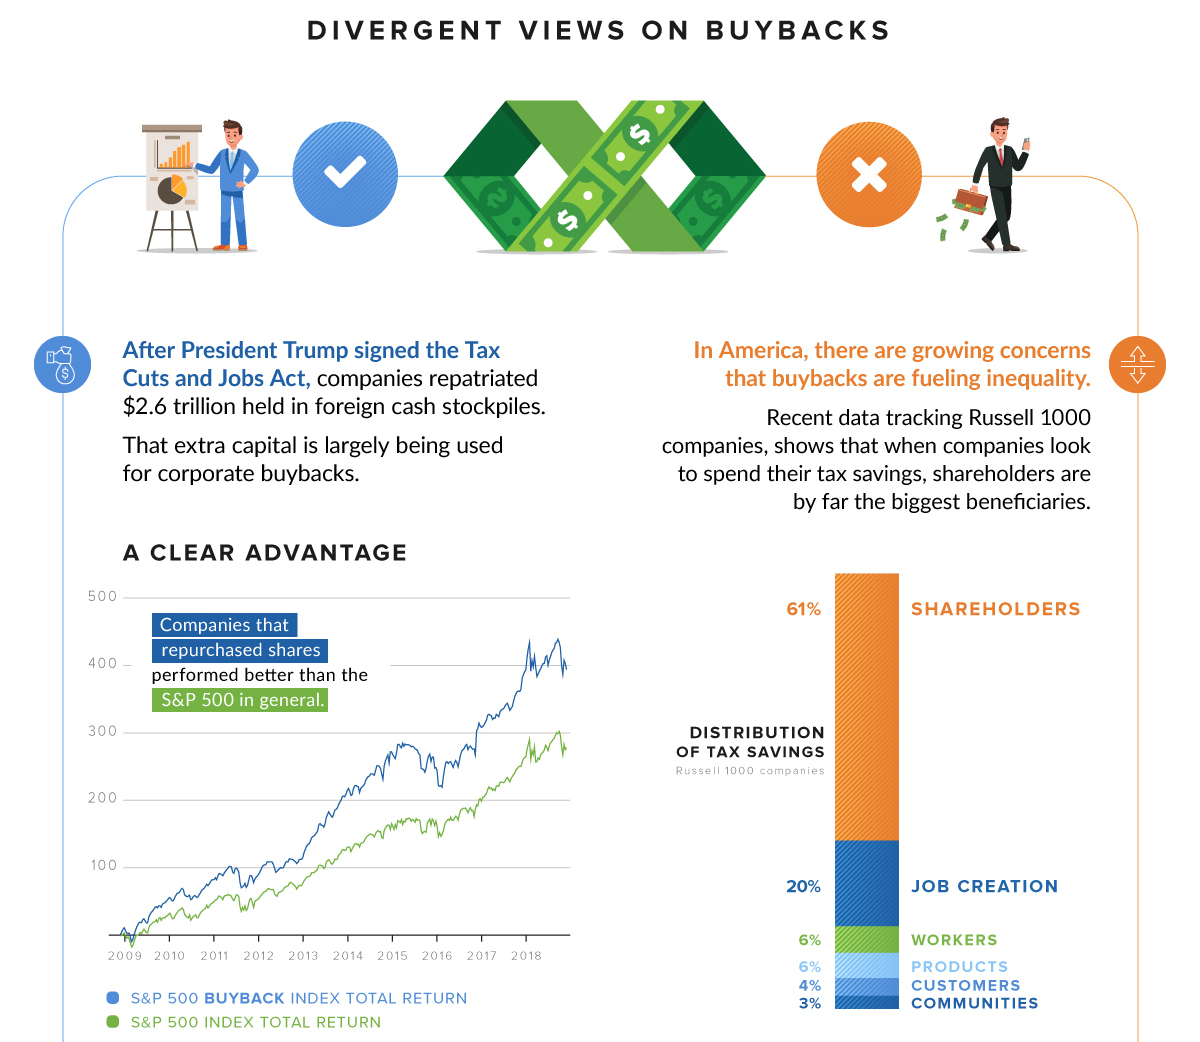 DIVERGENT VIEWS ON BUYBACKS
After President Trump signed the Tax
Cuts and Jobs Act, companies repatriated
$2.6 trillion held in foreign cash stockpiles.
That extra capital is largely being used
for corporate buybacks.
A CLEAR ADVANTAGE
500
400
300
200
100
Companies that
repurchased shares
performed better than the
S&P 500 in general.
2009 2010 2011 2012 2013 2014 2015 2016 2017 2018
S&P 500 BUYBACK INDEX TOTAL RETURN
S&P 500 INDEX TOTAL RETURN
In America, there are growing concerns
that buybacks are fueling inequality.
Recent data tracking Russell 1000
companies, shows that when companies look
to spend their tax savings, shareholders are
by far the biggest beneficiaries.
DISTRIBUTION
OF TAX SAVINGS
Russell 1000 companies
61% SHAREHOLDERS
20% JOB CREATION
6% WORKERS
6% PRODUCTS
4% CUSTOMERS
3% COMMUNITIES
$ $ $ $
$